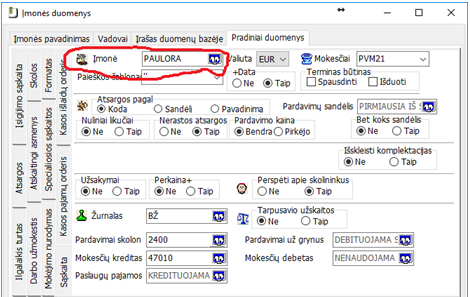 Įmonės duomenys
Įmonės pavadinimas Vadovai Įrašas duomenų bazėje Pradiniai duomenys
Įmonė PAULORA Valiuta EUR Mokesčiai PVM21
Paieškos šablonas "
+Data
Ne Taip
Terminas būtinas
Spausdinti Išduoti
Atsargos pagal
Koda Sandėli Pavadinima
Pardavimų sandėlis PIRMIAUSIA IŠ S
Nuliniai likučiai
Ne Taip
Nerastos atsargos
Ne Taip
Pardavimo kaina
Bendra Pirkėjo
Bet koks sandėlis
Ne Taip
Išskleisti komplektacijas
Ne Taip
Užsakymai
Ne Taip
Perkaina+
Ne Taip
Perspėti apie skolininkus
Ne Taip
Žurnalas BŽ
Tarpusavio užskaitos
Ne Taip
Pardavimai skolon 2400 Pardavimai už grynus DEBITUOJAMA S
Mokesčių kreditas 47010 Mokesčių debetas NENAUDOJAMA
Paslaugų pajamos KREDITUOJAMA
Įsigijimo sąskaita
Skolos
Formatas
Kasos išlaidų orderis
Atsargos
Atskaitingi asmenys
Specialiosios sąskaitos
Kasos pajamų orderis
Ilgalaikis turtas
Darbo užmokestis
Mokėjimo nurodymas
Sąskaita